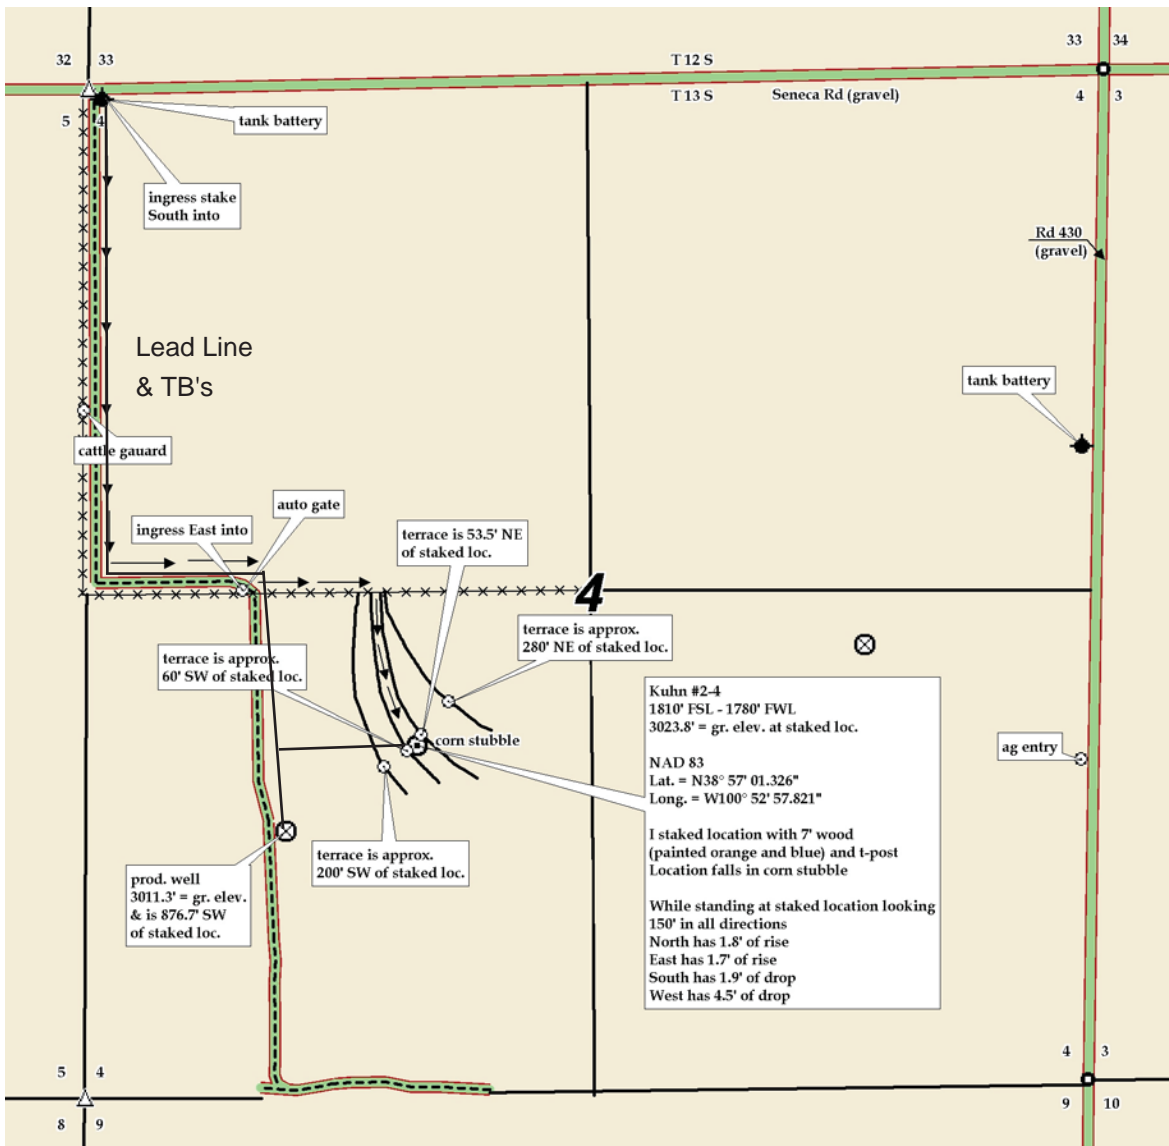 32
33
T 12 S
33
34
T 13 S
Seneca Rd (gravel)
4
3
5
4
tank battery
ingress stake
South into
Rd 430
(gravel)
Lead Line
& TB's
tank battery
cattle gauard
auto gate
ingress East into
terrace is 53.5' NE
of staked loc.
4
terrace is approx.
280' NE of staked loc.
terrace is approx.
60' SW of staked loc.
corn stubble
Kuhn #2-4
1810' FSL - 1780' FWL
3023.8' = gr. elev. at staked loc.
NAD 83
Lat. = N38° 57' 01.326"
Long. = W100° 52' 57.821"
I staked location with 7' wood
(painted orange and blue) and t-post
Location falls in corn stubble
While standing at staked location looking
150' in all directions
North has 1.8' of rise
East has 1.7' of rise
South has 1.9' of drop
West has 4.5' of drop
ag entry
terrace is approx.
200' SW of staked loc.
prod. well
3011.3' = gr. elev.
& is 876.7' SW
of staked loc.
5
4
4
3
8
9
9
10